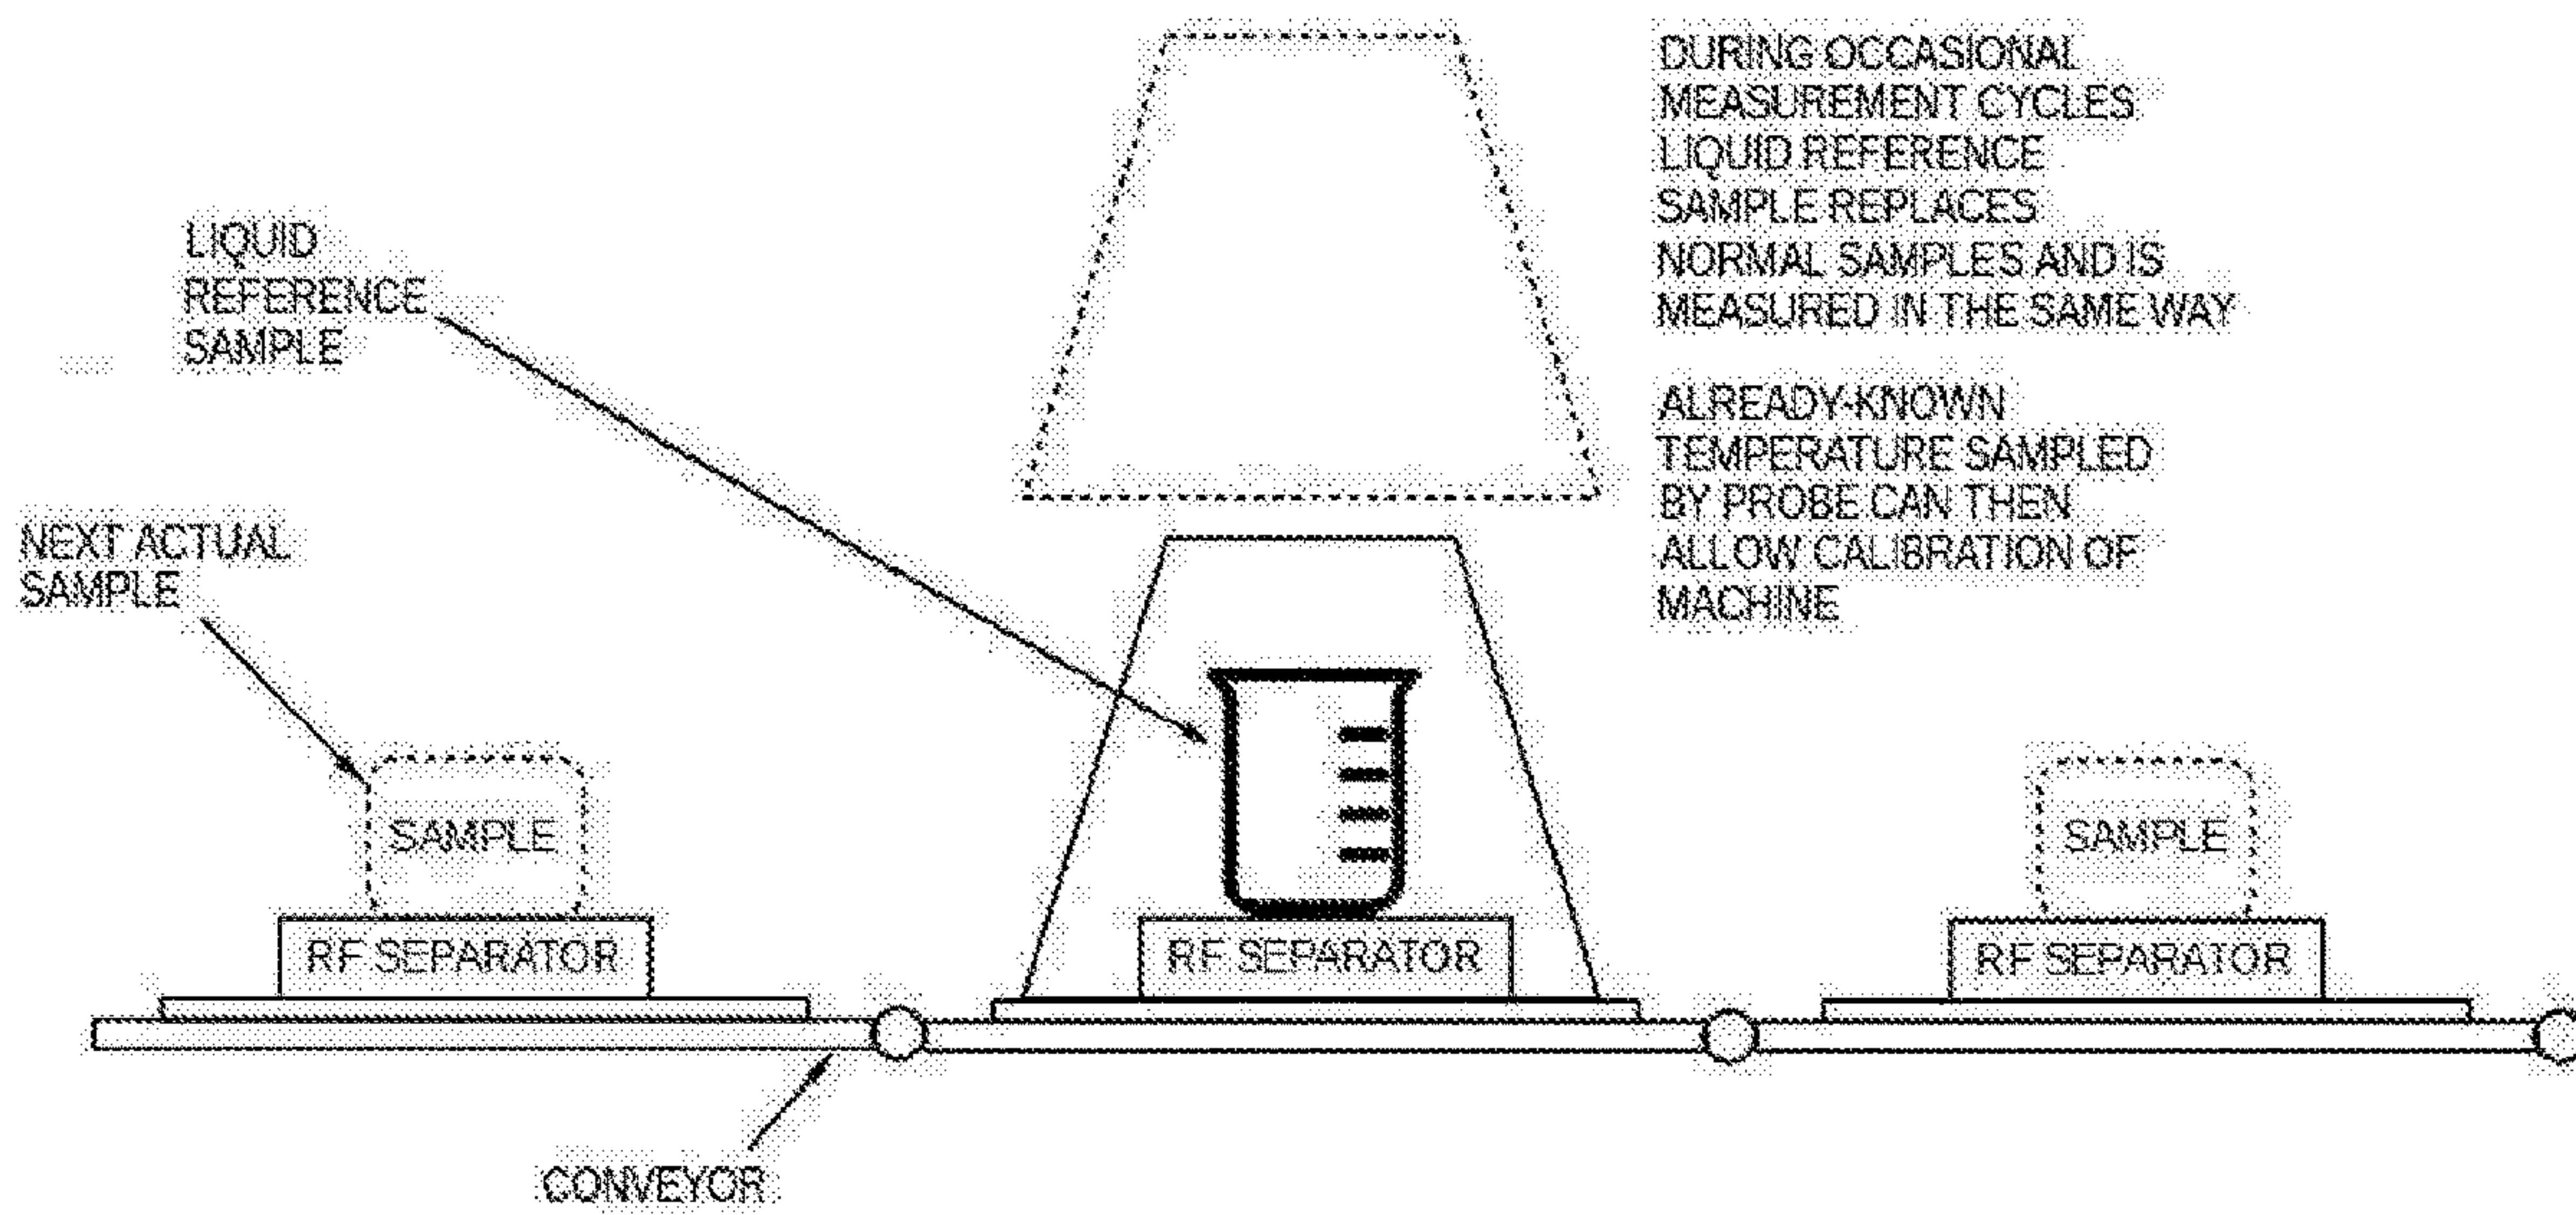 DURING OCCASIONAL
MEASUREMENT CYCLES
LIQUID REFERENCE
SAMPLE REPLACES
NORMAL SAMPLES AND IS
MEASURED IN THE SAME WAY
ALREADY-KNOWN
TEMPERATURE SAMPLED
BY PROBE CAN THEN
ALLOW CALIBRATION OF
MACHINE
LIQUID
REFERENCE
SAMPLE
NEXT ACTUAL
SAMPLE
SAMPLE
SAMPLE
RF SEPARATOR
RF SEPARATOR
RF SEPARATOR
CONVEYOR